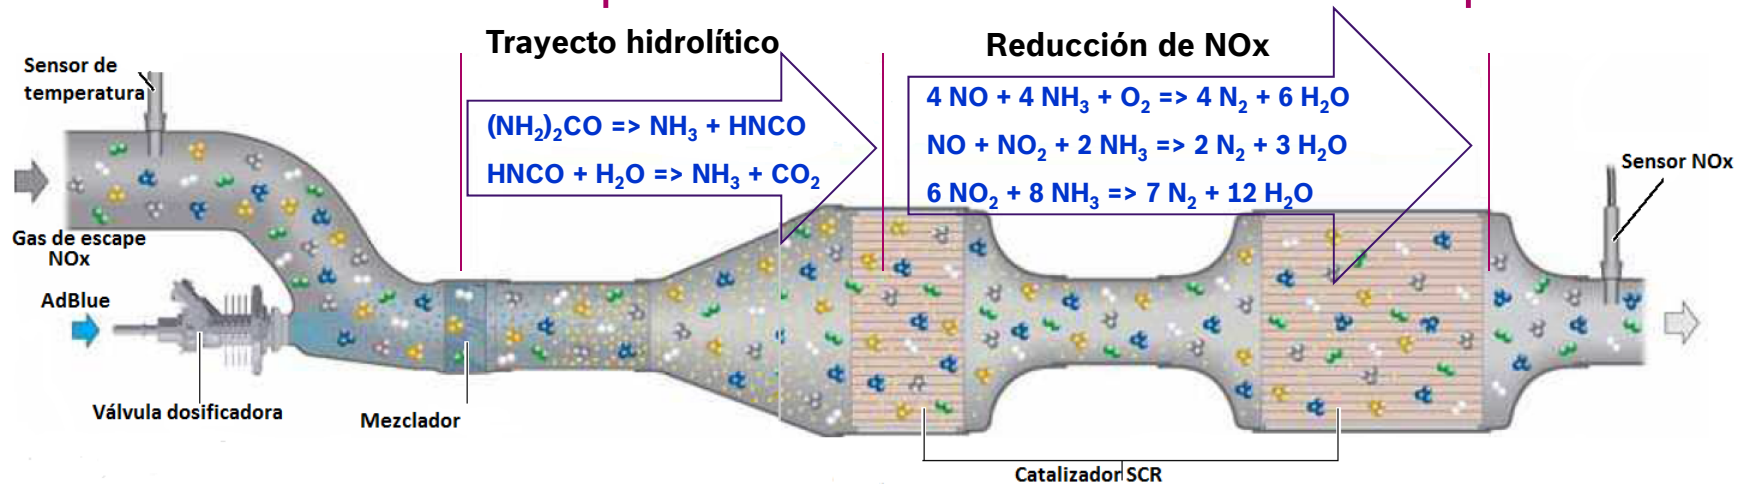 Trayecto hidrolítico
Reducción de NOx
Sensor de
temperatura
(NH₂)₂CO => NH₃ + HNCO
HNCO + H₂O => NH₃ + CO₂
4 NO + 4 NH₃ + O₂ => 4 N₂ + 6 H₂O
NO + NO₂ + 2 NH₃ => 2 N₂ + 3 H₂O
6 NO₂ + 8 NH₃ => 7 N₂ + 12 H₂O
Sensor NOx
Gas de escape
NOx
AdBlue
Válvula dosificadora
Mezclador
Catalizador SCR